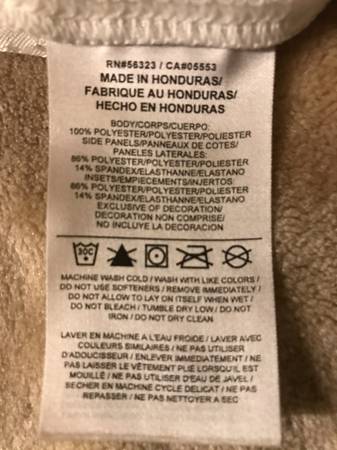 RN#56323 / CA#05553
MADE IN HONDURAS/
FABRIQUE AU HONDURAS/
HECHO EN HONDURAS
BODY/CORPS/CUERPO:
100% POLYESTER/POLYESTER/POLIESTER
SIDE PANELS/PANNEAUX DE COTES/
PANELES LATERALES:
86% POLYESTER/POLYESTER/POLIESTER
14% SPANDEX/ELASTHANNE/ELASTANO
INSETS/EMPIECEMENTS/INJERTOS:
86% POLYESTER/POLYESTER/POLIESTER
14% SPANDEX/ELASTHANNE/ELASTANO
EXCLUSIVE OF DECORATION/
DECORATION NON COMPRISE/
NO INCLUYE LA DECORACION
30C
MACHINE WASH COLD / WASH WITH LIKE COLORS /
DO NOT USE SOFTENERS / REMOVE IMMEDIATELY /
DO NOT ALLOW TO LAY ON ITSELF WHEN WET /
DO NOT BLEACH / TUMBLE DRY LOW / DO NOT
IRON / DO NOT DRY CLEAN
LAVER EN MACHINE A L'EAU FROIDE / LAVER AVEC
COULEURS SIMILAIRES / NE PAS UTILISER
D'ADOUCISSEUR / ENLEVER IMMEDIATEMENT / NE
PAS LAISSER LE VÊTEMENT PLIÉ LORSQU'IL EST
MOUILLÉ / NE PAS UTILISER D'EAU DE JAVEL /
SECHER EN MACHINE CYCLE DELICAT / NE PAS
REPASSER / NE PAS NETTOYER A SEC